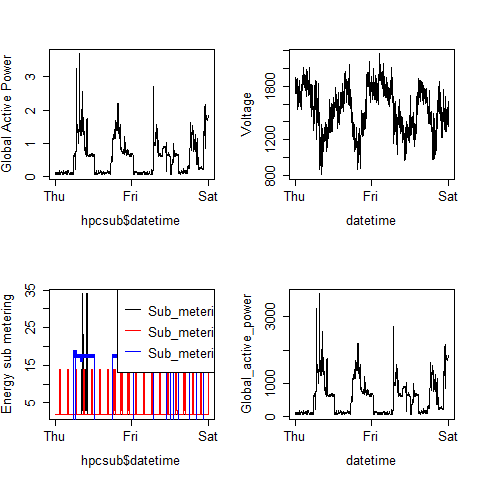 Global Active Power
0 1 2 3
Thu Fri Sat
hpcsub$datetime
Voltage
800 1200 1800
Thu Fri Sat
datetime
Energy sub metering
5 15 25 35
Sub_meteri
Sub_meteri
Sub_meteri
Thu Fri Sat
hpcsub$datetime
Global_active_power
0 1000 3000
Thu Fri Sat
datetime